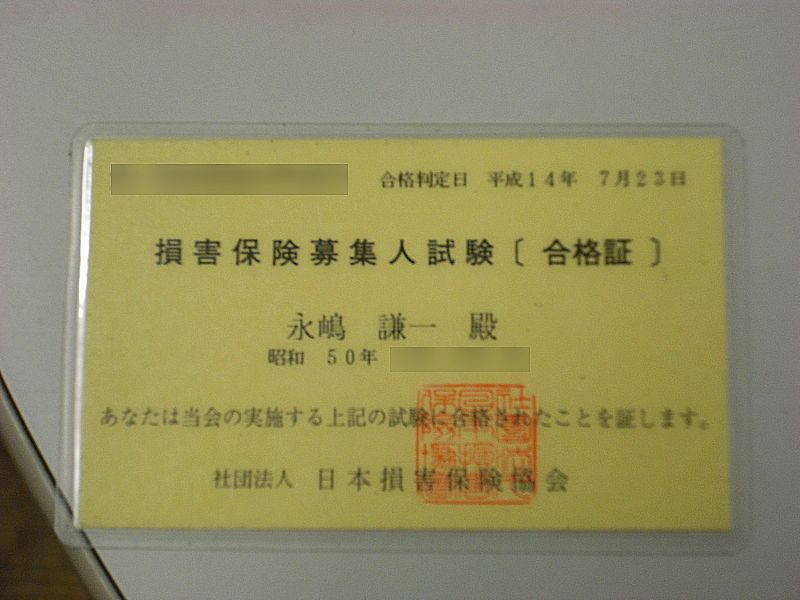 合格判定日 平成14年 7月23日
損害保険募集人試験〔 合格証 〕
永嶋 謙一 殿
昭和 50年
あなたは当会の実施する上記の試験に合格されたことを証します。
社団法人 日本損害保険協会